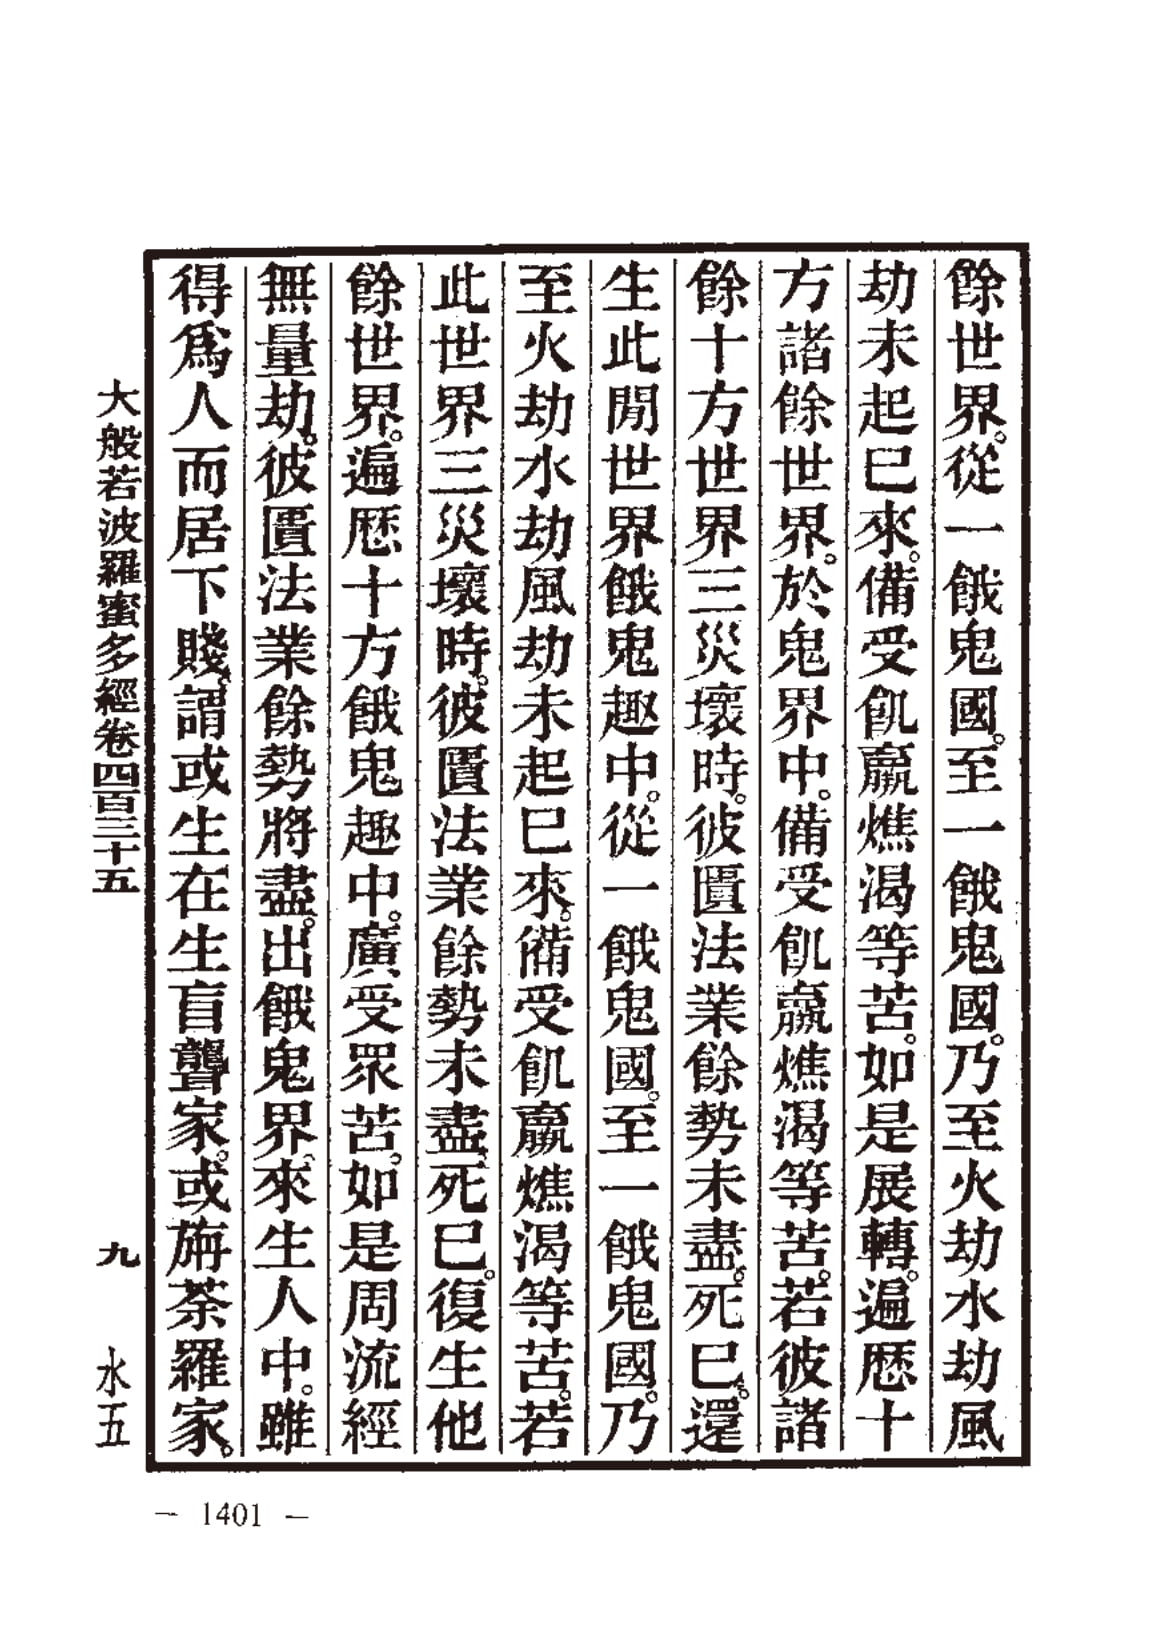 餘世界。從一餓鬼國。至一餓鬼國。乃至火劫水劫風
劫未起已來。備受飢羸燋渴等苦。如是展轉。遍歷十
方諸餘世界。於鬼界中。備受飢羸燋渴等苦。若彼諸
餘十方世界三災壞時。彼匱法業餘勢未盡。死已。還
生此閒世界餓鬼趣中。從一餓鬼國。至一餓鬼國。乃
至火劫水劫風劫未起已來。備受飢羸燋渴等苦。若
此世界三災壞時。彼匱法業餘勢未盡。死已。復生他
餘世界。遍歷十方餓鬼趣中。廣受眾苦。如是周流經
無量劫。彼匱法業餘勢將盡。出餓鬼界。來生人中。雖
得爲人而居下賤。謂或生在生盲聾家。或旃荼羅家。
大般若波羅蜜多經卷四百三十五 九 水五
— 1401 —